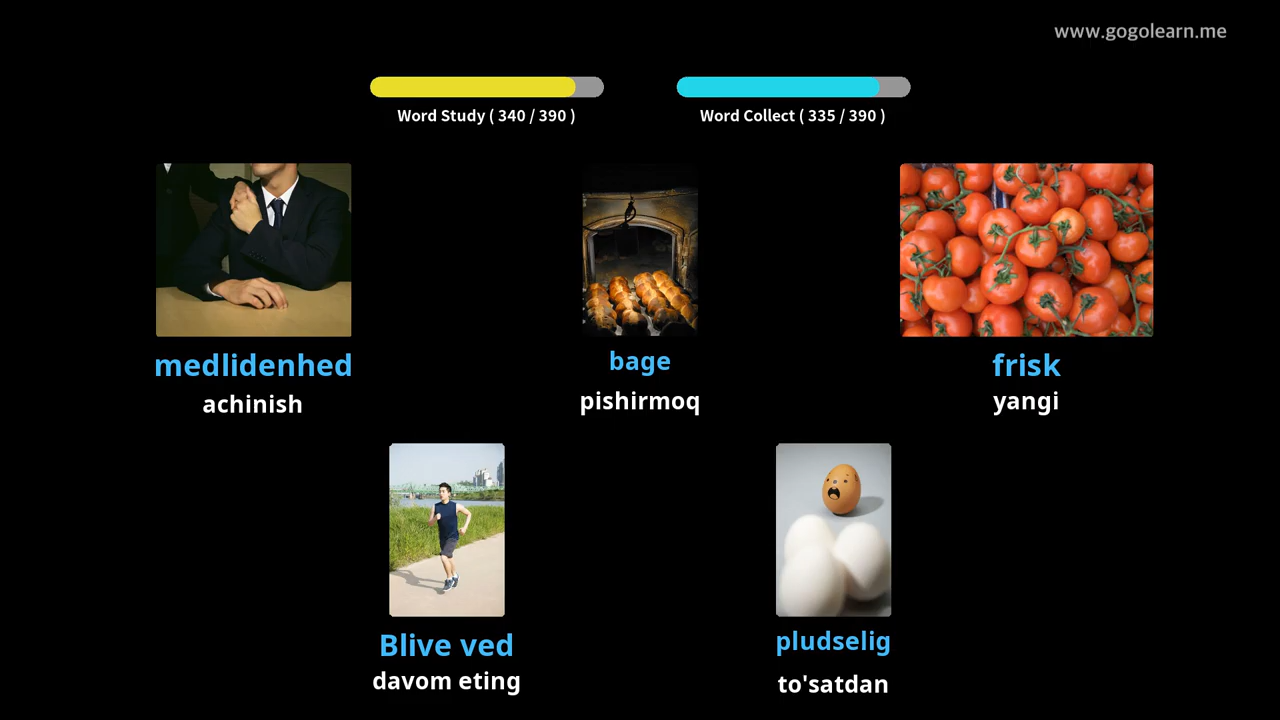 www.gogolearn.me
Word Study ( 340 / 390 )
Word Collect ( 335 / 390 )
medlidenhed
achinish
bage
pishirmoq
frisk
yangi
Blive ved
davom eting
pludselig
to'satdan